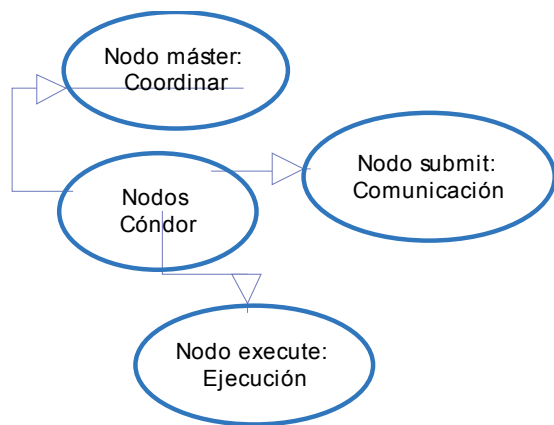 Nodo máster:
Coordinar
Nodo submit:
Comunicación
Nodos
Cóndor
Nodo execute:
Ejecución